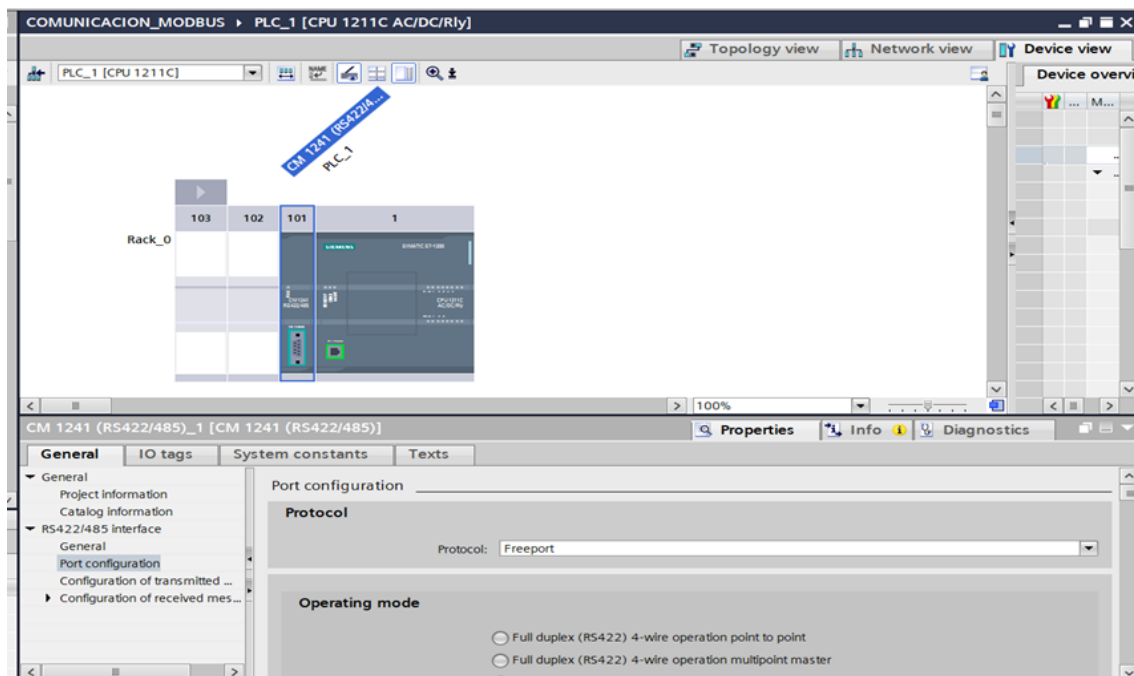 COMUNICACION_MODBUS ▸ PLC_1 [CPU 1211C AC/DC/Rly]
Topology view Network view Device view
PLC_1 [CPU 1211C] Device overvi
... M...
CM 1241 (RS422/4...
PLC_1
103 102 101 1
Rack_0
SIEMENS SIMATIC S7-1200
CM 1241
RS422/485
CPU 1211C
AC/DC/Rly
100%
CM 1241 (RS422/485)_1 [CM 1241 (RS422/485)] Properties Info Diagnostics
General IO tags System constants Texts
General
Project information
Catalog information
RS422/485 interface
General
Port configuration
Configuration of transmitted ...
Configuration of received mes...
Port configuration
Protocol
Protocol: Freeport
Operating mode
Full duplex (RS422) 4-wire operation point to point
Full duplex (RS422) 4-wire operation multipoint master